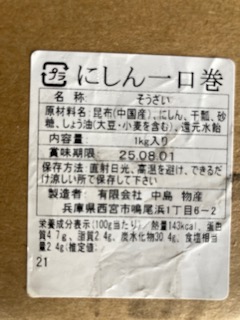 プラ にしん一口巻
名 称 そうざい
原材料名: 昆布(中国産)、にしん、干瓢、砂
糖、しょう油(大豆・小麦を含む)、還元水飴
内容量: 1kg入り
賞味期限 25.08.01
保存方法: 直射日光、高温を避け、できるだ
け涼しい所で保存して下さい
製造者: 有限会社 中島 物産
兵庫県西宮市鳴尾浜1丁目6-2
栄養成分表示(100g当たり) 熱量143kcal、蛋白
質4.7g、脂質2.4g、炭水化物30.4g、食塩相当
量2.4g(推定値)
21